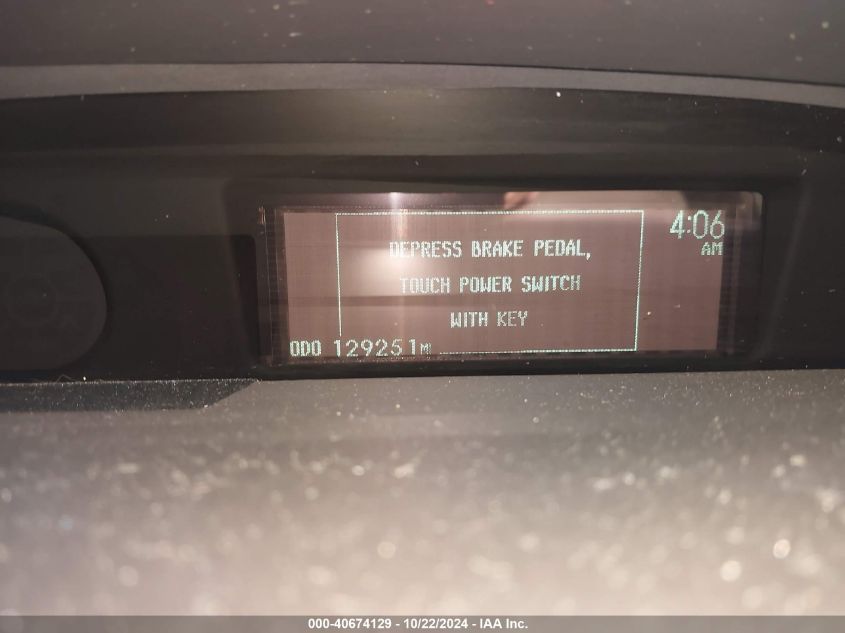 4:06
AM
DEPRESS BRAKE PEDAL,
TOUCH POWER SWITCH
WITH KEY
ODO 129251MI
000-40674129 - 10/22/2024 - IAA Inc.